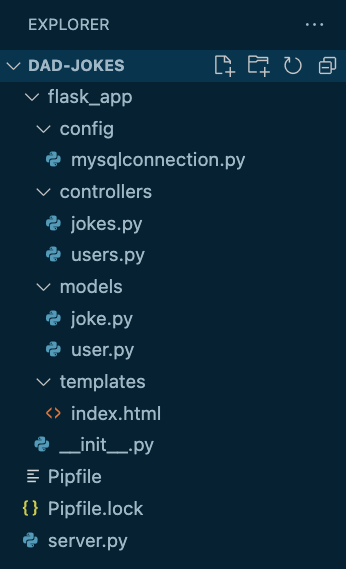 EXPLORER
DAD-JOKES
flask_app
config
mysqlconnection.py
controllers
jokes.py
users.py
models
joke.py
user.py
templates
index.html
__init__.py
Pipfile
Pipfile.lock
server.py